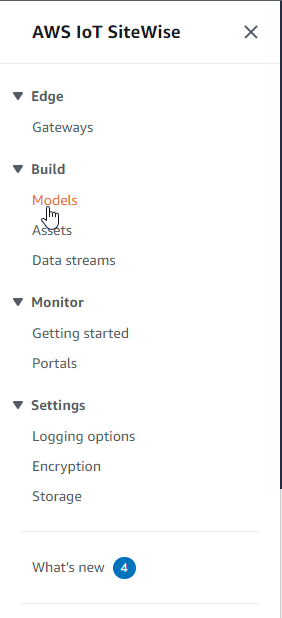 AWS IoT SiteWise
Edge
Gateways
Build
Models
Assets
Data streams
Monitor
Getting started
Portals
Settings
Logging options
Encryption
Storage
What's new 4